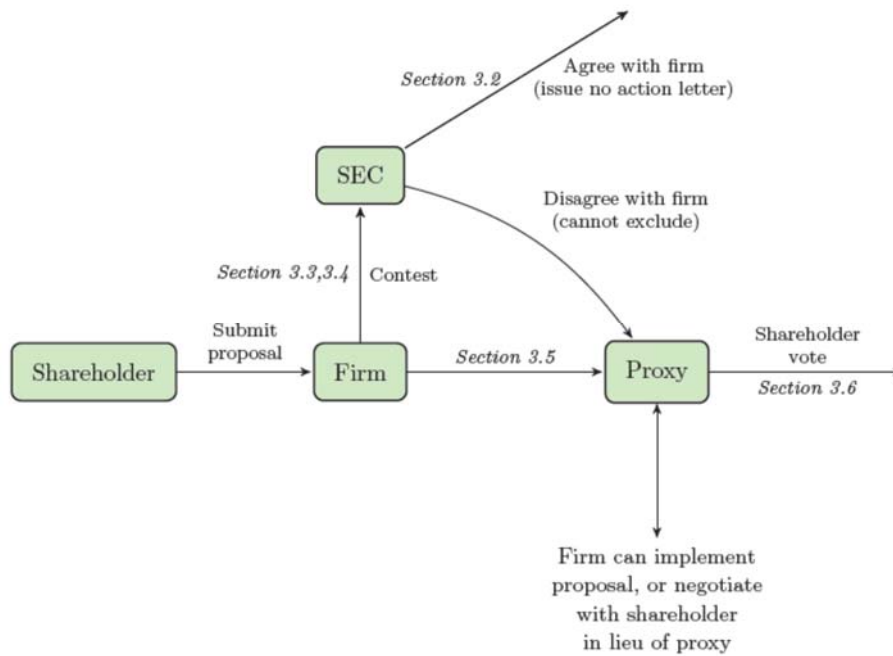 Section 3.2
Agree with firm
(issue no action letter)
SEC
Disagree with firm
(cannot exclude)
Section 3.3,3.4
Contest
Shareholder
Submit
proposal
Firm
Section 3.5
Proxy
Shareholder
vote
Section 3.6
Firm can implement
proposal, or negotiate
with shareholder
in lieu of proxy